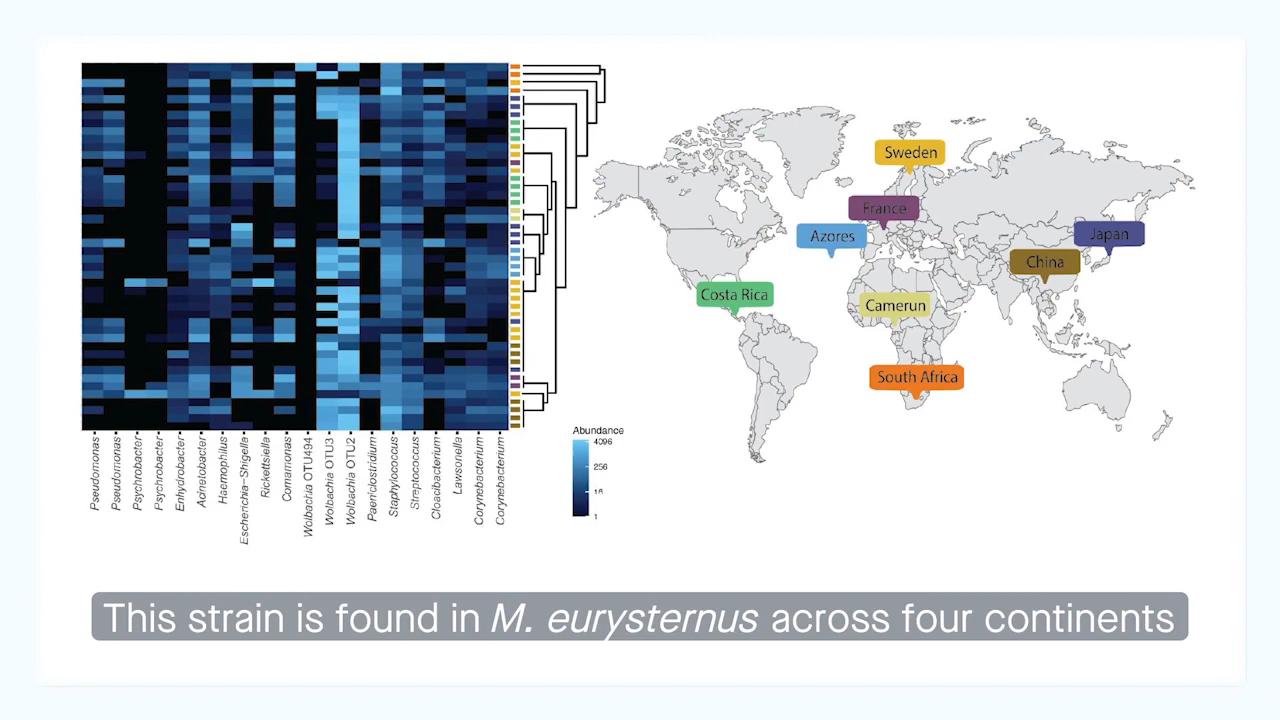 Sweden
France
Azores
Japan
China
Costa Rica
Camerun
South Africa
Abundance
4096
256
16
1
Pseudomonas
Pseudomonas
Psychrobacter
Psychrobacter
Enhydrobacter
Acinetobacter
Haemophilus
Escherichia-Shigella
Rickettsiella
Comamonas
Wolbachia OTU494
Wolbachia OTU3
Wolbachia OTU2
Paeniclostridium
Staphylococcus
Streptococcus
Cloacibacterium
Lawsonella
Corynebacterium
Corynebacterium
This strain is found in M. eurysternus across four continents